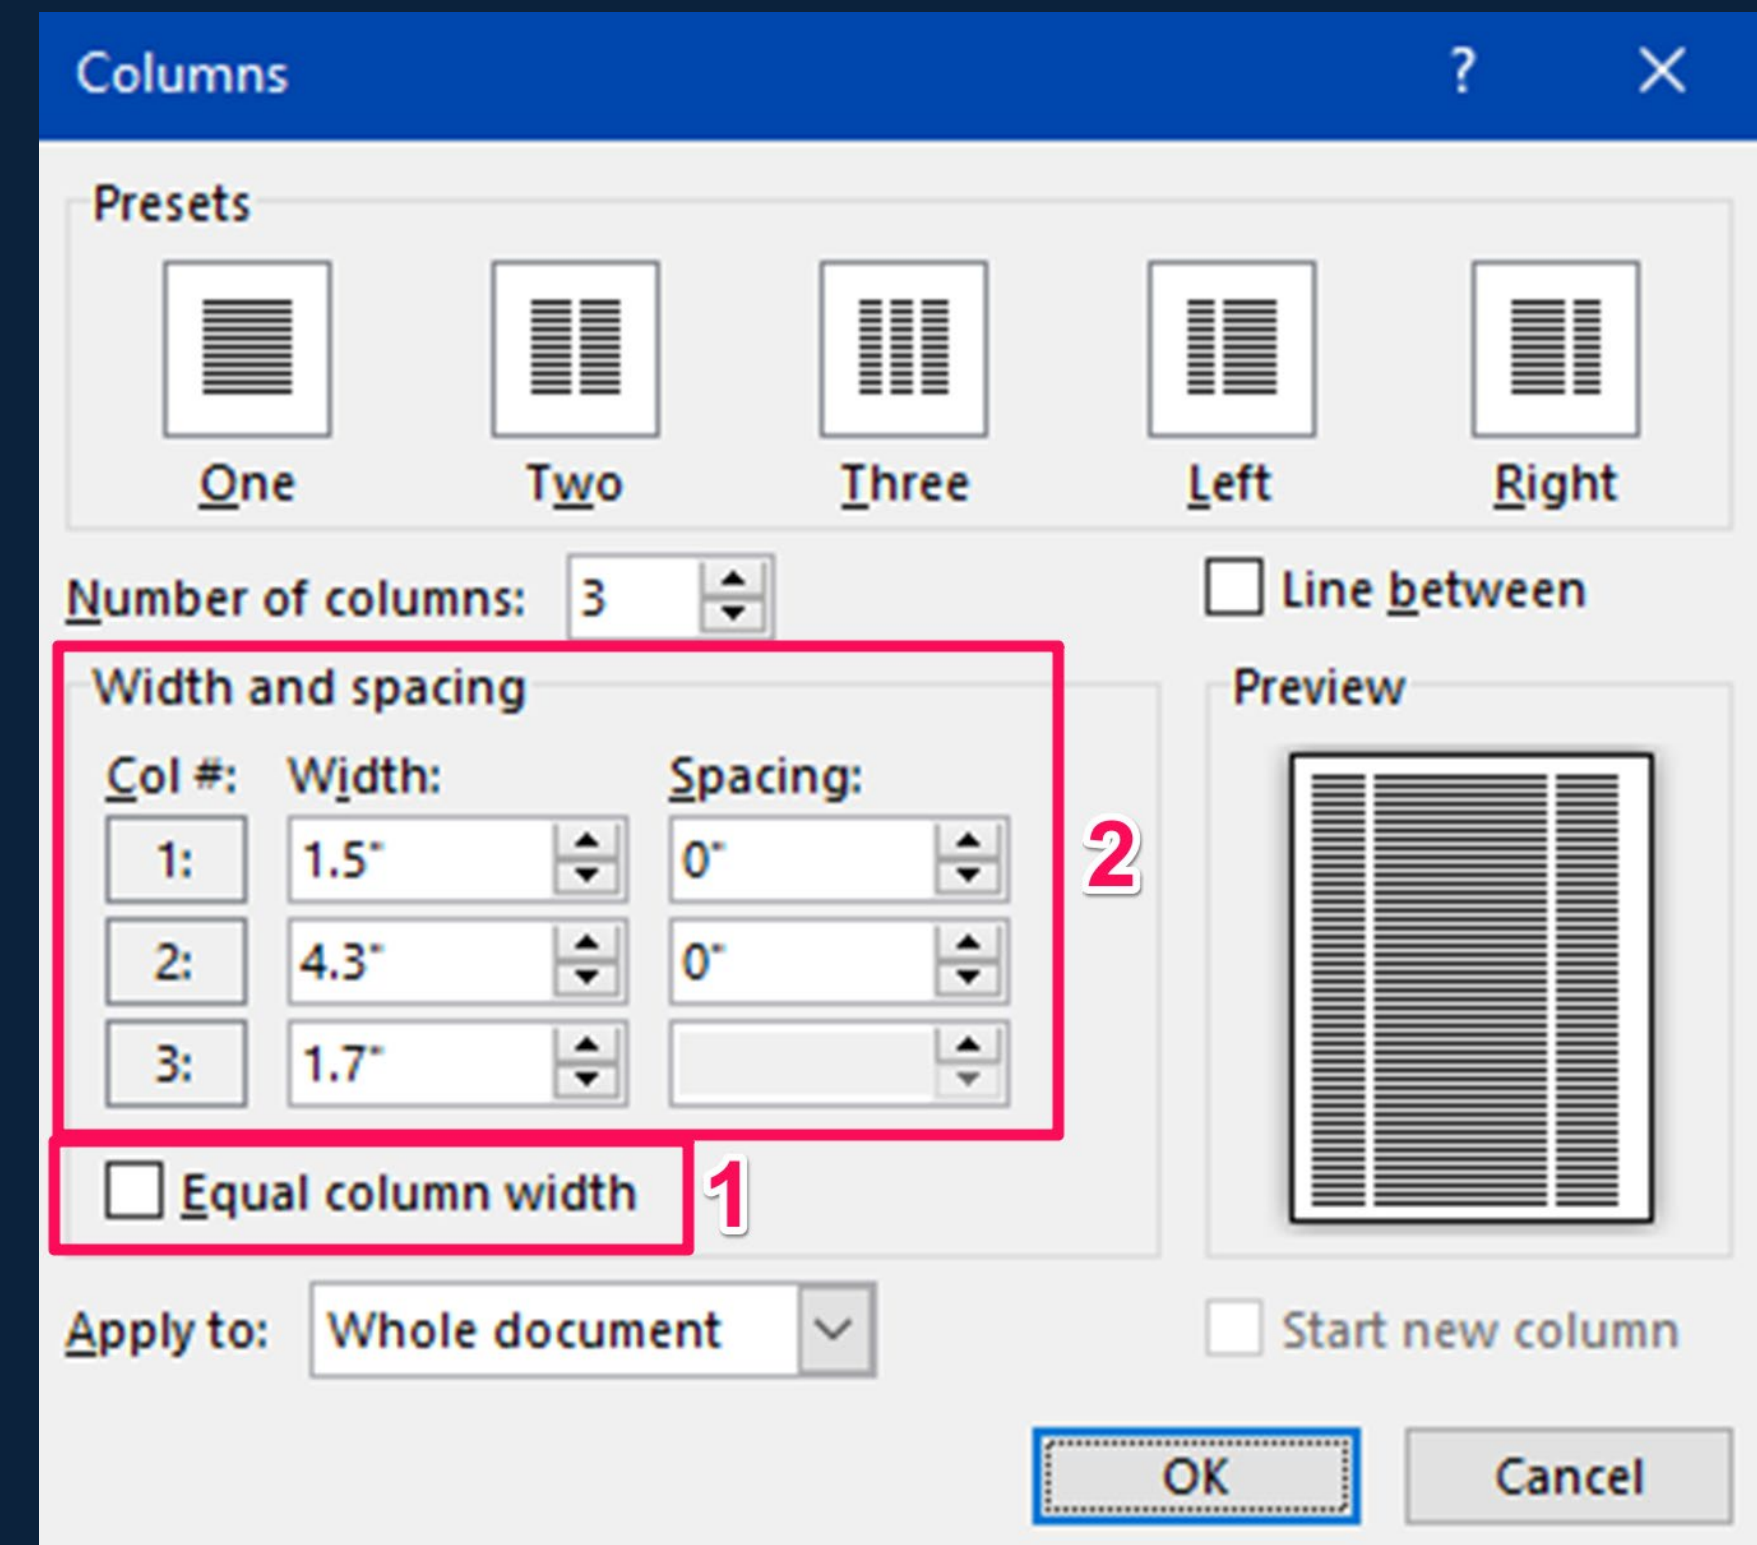 Columns ?
Presets
One Two Three Left Right
Number of columns: 3
Line between
Width and spacing
Col #: Width: Spacing:
1: 1.5" 0"
2: 4.3" 0"
3: 1.7"
2
Equal column width
1
Preview
Apply to: Whole document
Start new column
OK Cancel